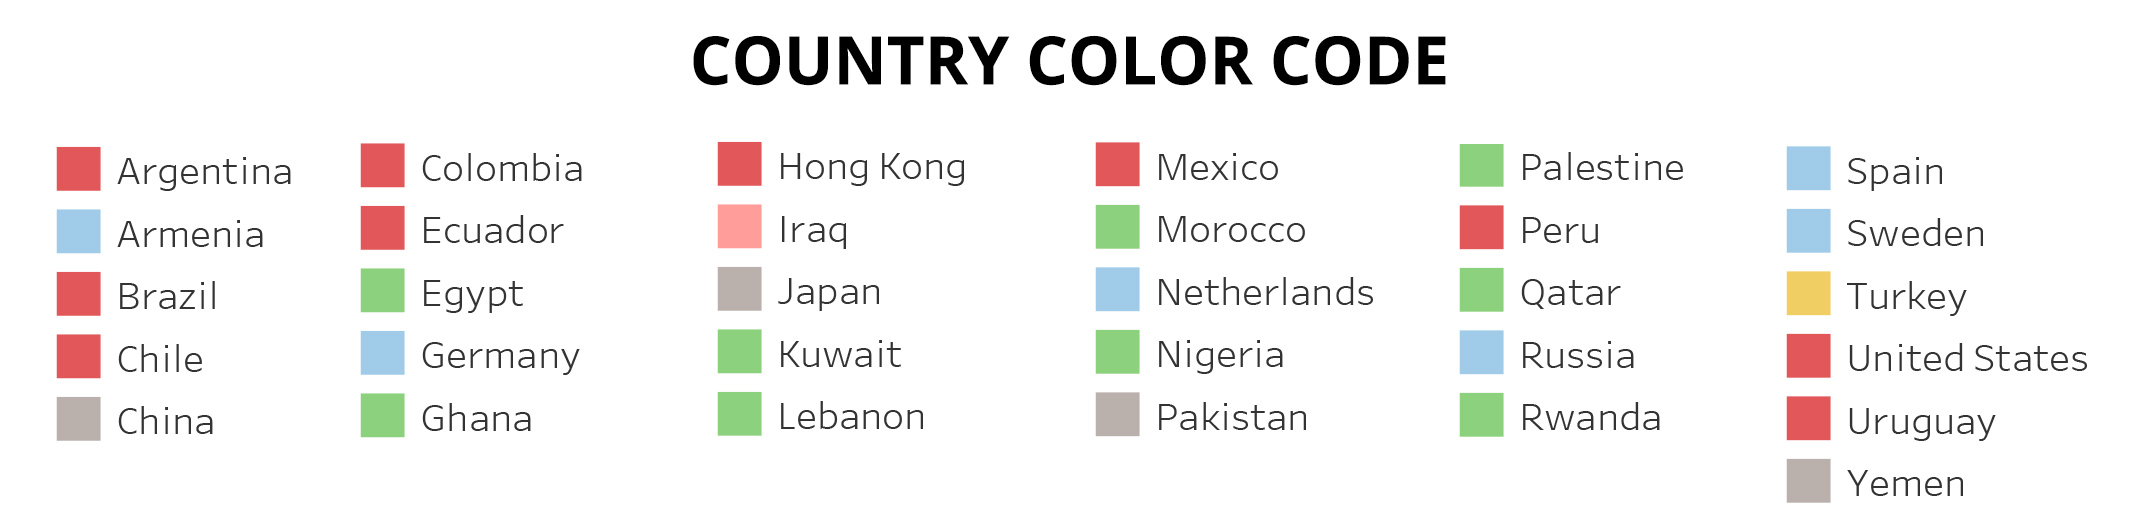 COUNTRY COLOR CODE
Argentina
Armenia
Brazil
Chile
China
Colombia
Ecuador
Egypt
Germany
Ghana
Hong Kong
Iraq
Japan
Kuwait
Lebanon
Mexico
Morocco
Netherlands
Nigeria
Pakistan
Palestine
Peru
Qatar
Russia
Rwanda
Spain
Sweden
Turkey
United States
Uruguay
Yemen